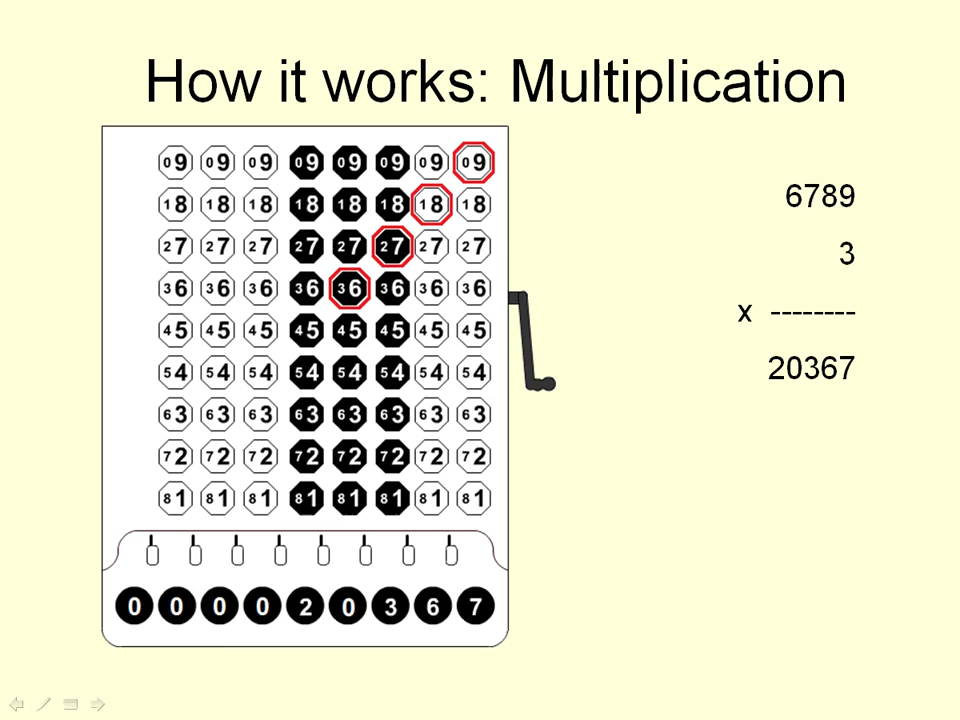 How it works: Multiplication
09 09 09 09 09 09 09 09
18 18 18 18 18 18 18 18
27 27 27 27 27 27 27 27
36 36 36 36 36 36 36 36
45 45 45 45 45 45 45 45
54 54 54 54 54 54 54 54
63 63 63 63 63 63 63 63
72 72 72 72 72 72 72 72
81 81 81 81 81 81 81 81
0 0 0 0 2 0 3 6 7
6789
3
x --------
20367